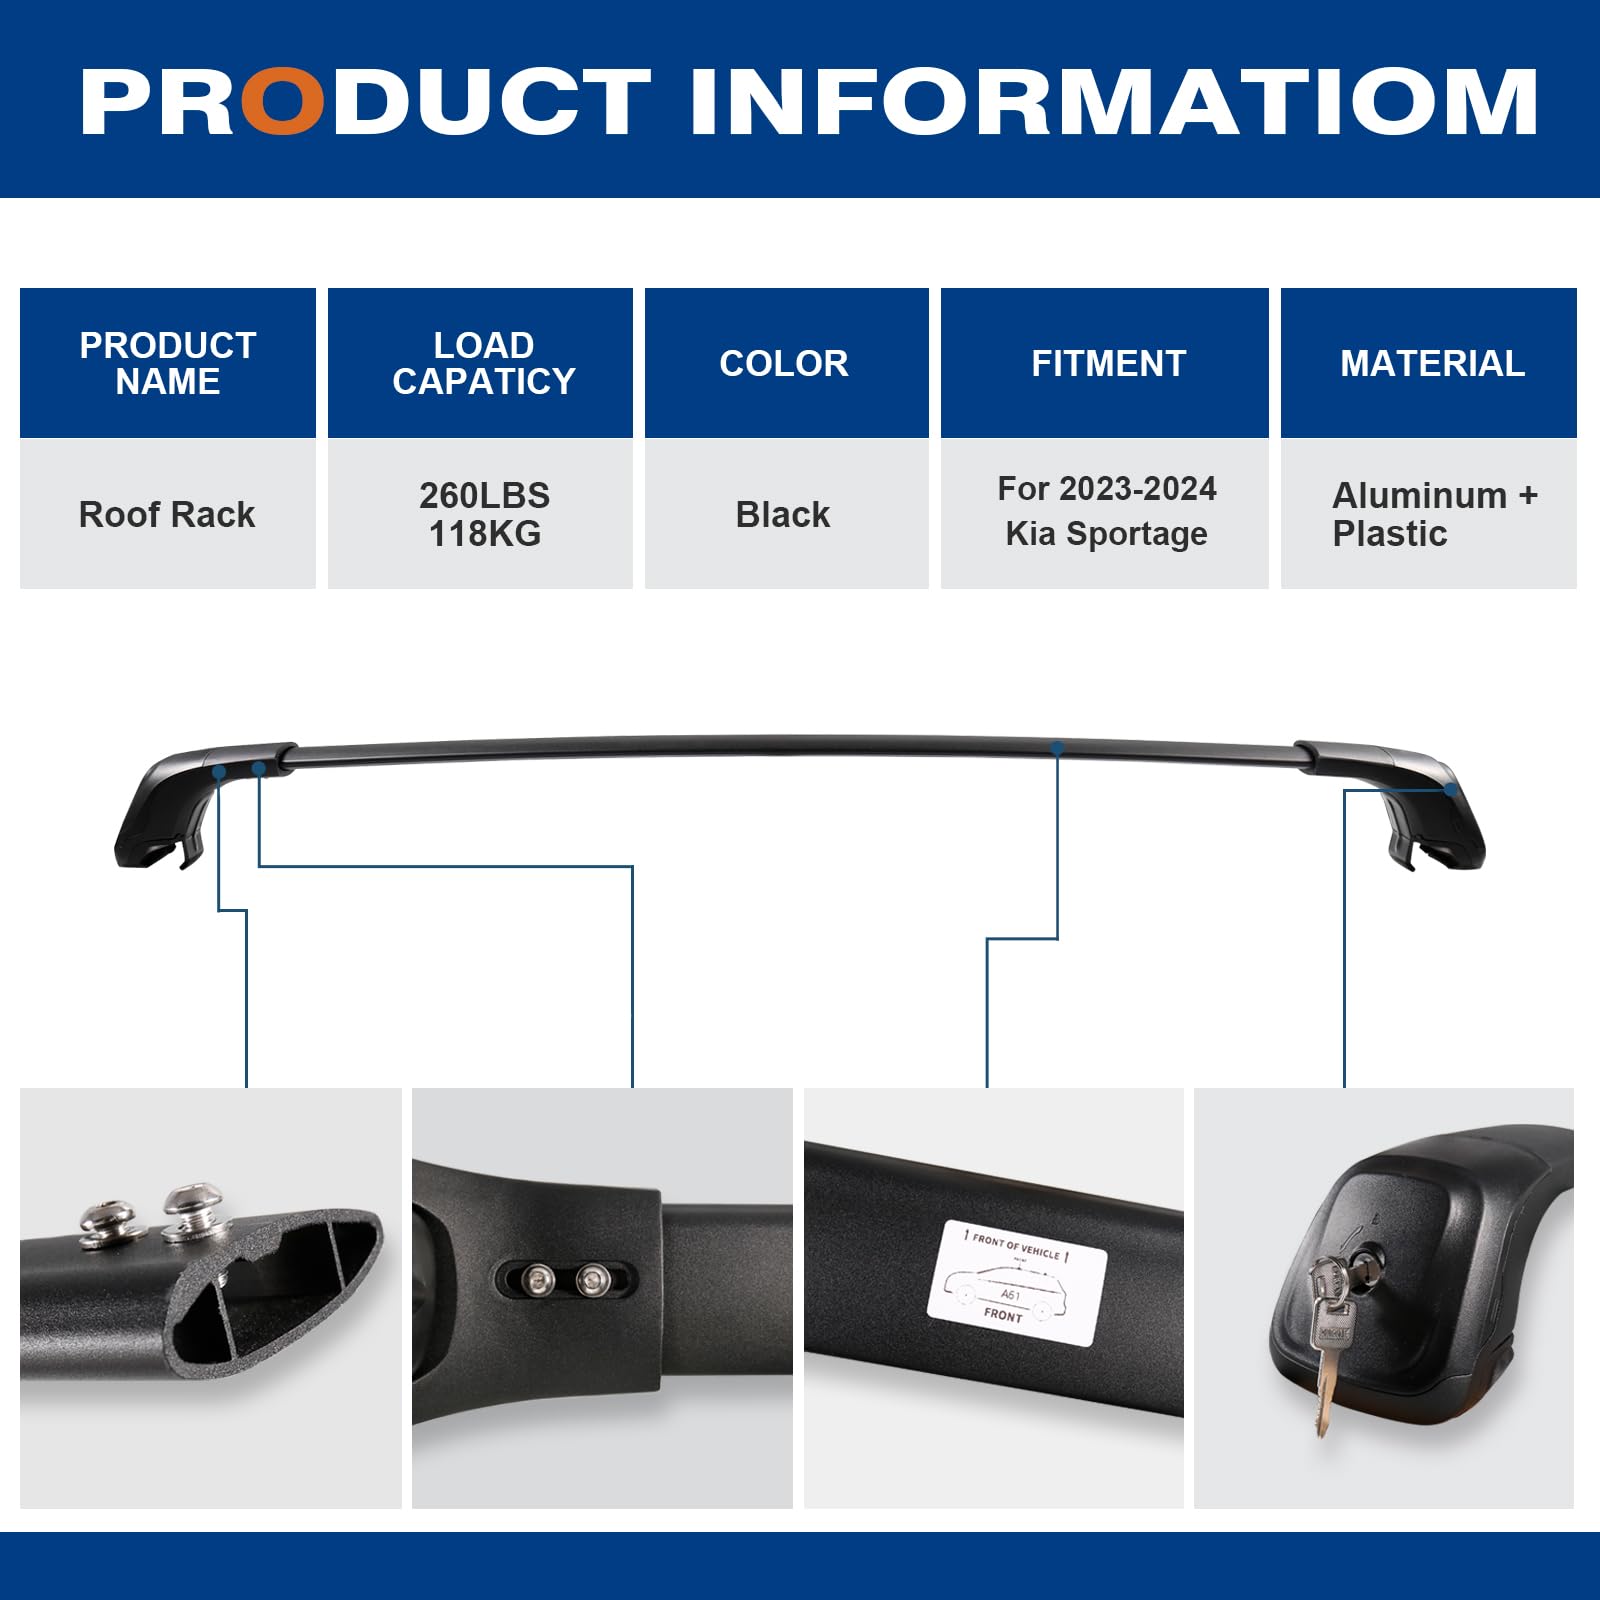 PRODUCT INFORMATIOM
PRODUCT
NAME
LOAD
CAPATICY
COLOR
FITMENT
MATERIAL
Roof Rack
260LBS
118KG
Black
For 2023-2024
Kia Sportage
Aluminum +
Plastic
↑ FRONT OF VEHICLE ↑
A61
FRONT